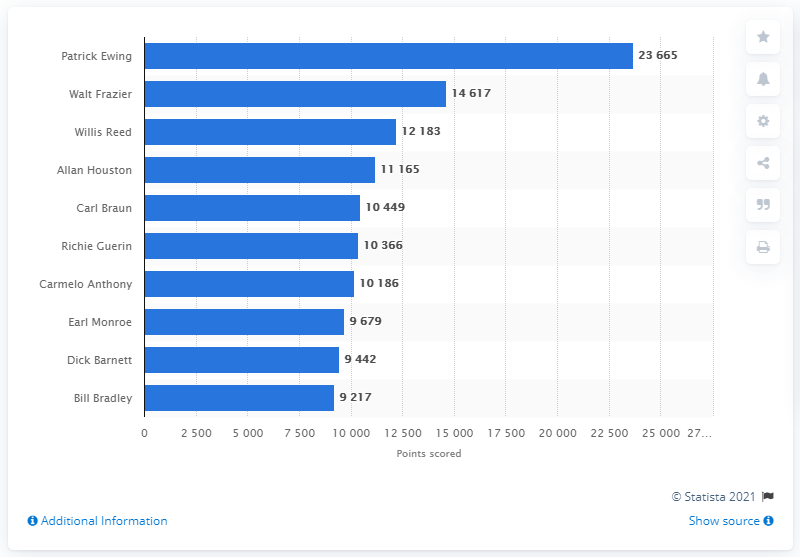 Patrick Ewing 23 665
Walt Frazier 14 617
Willis Reed 12 183
Allan Houston 11 165
Carl Braun 10 449
Richie Guerin 10 366
Carmelo Anthony 10 186
Earl Monroe 9 679
Dick Barnett 9 442
Bill Bradley 9 217
0 2 500 5 000 7 500 10 000 12 500 15 000 17 500 20 000 22 500 25 000 27...
Points scored
© Statista 2021
Additional Information Show source